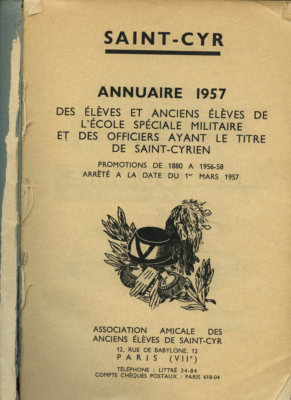 SAINT-CYR
ANNUAIRE 1957
DES ÉLÈVES ET ANCIENS ÉLÈVES DE
L'ÉCOLE SPÉCIALE MILITAIRE
ET DES OFFICIERS AYANT LE TITRE
DE SAINT-CYRIEN
PROMOTIONS DE 1880 A 1956-58
ARRÊTÉ A LA DATE DU 1er MARS 1957
ASSOCIATION AMICALE DES
ANCIENS ÉLÈVES DE SAINT-CYR
12, RUE DE BABYLONE, 12
PARIS (VIIe)
TÉLÉPHONE : LITTRÉ 34-84
COMPTE CHÈQUES POSTAUX : PARIS 618-04